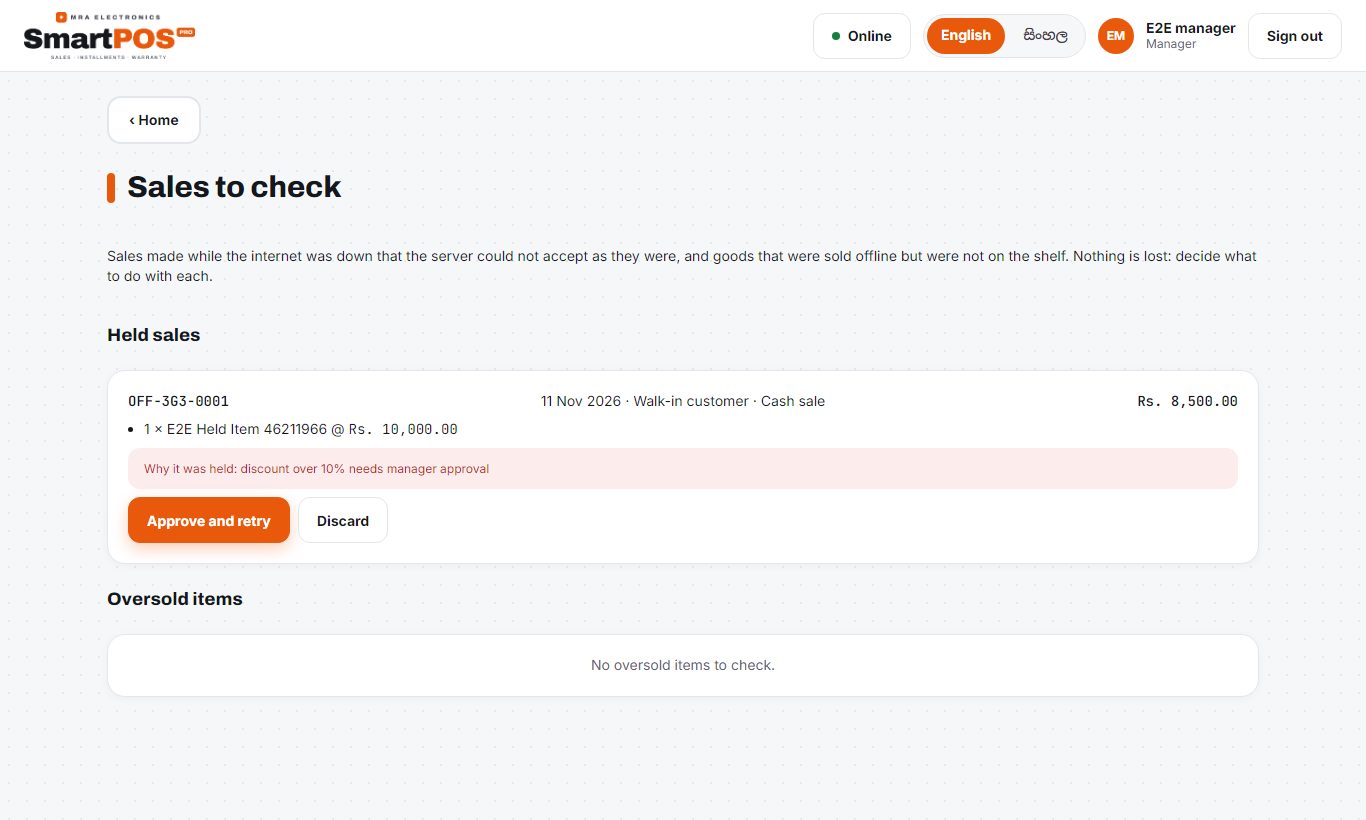 MRA ELECTRONICS
SmartPOS PRO
SALES · INSTALLMENTS · WARRANTY
Online
English
සිංහල
EM
E2E manager
Manager
Sign out
‹ Home
Sales to check
Sales made while the internet was down that the server could not accept as they were, and goods that were sold offline but were not on the shelf. Nothing is lost: decide what
to do with each.
Held sales
OFF-3G3-0001 11 Nov 2026 · Walk-in customer · Cash sale Rs. 8,500.00
• 1 × E2E Held Item 46211966 @ Rs. 10,000.00
Why it was held: discount over 10% needs manager approval
Approve and retry Discard
Oversold items
No oversold items to check.